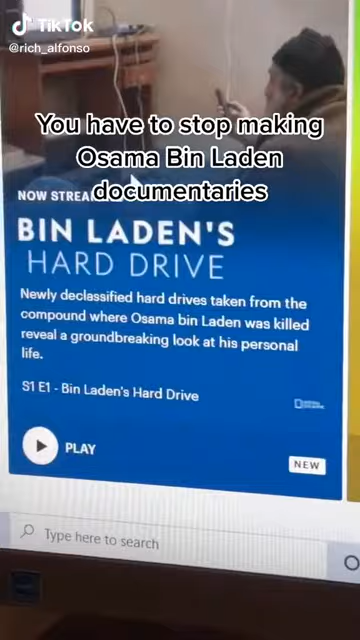 TikTok
@rich_alfonso
You have to stop making
Osama Bin Laden
documentaries
NOW STREA
BIN LADEN'S
HARD DRIVE
Newly declassified hard drives taken from the
compound where Osama bin Laden was killed
reveal a groundbreaking look at his personal
life.
S1 E1 - Bin Laden's Hard Drive
NATIONAL
GEOGRAPHIC
PLAY
NEW
Type here to search